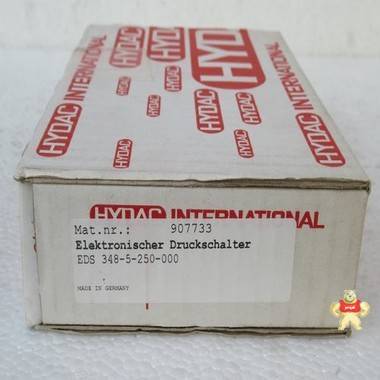 HYDAC INTERNATIONAL
HYDAC
HYDAC
HYDAC
HYDAC
HYDAC
HYD
HYDAC INTERNATIONAL
Mat.nr.: 907733
Elektronischer Druckschalter
EDS 348-5-250-000
MADE IN GERMANY